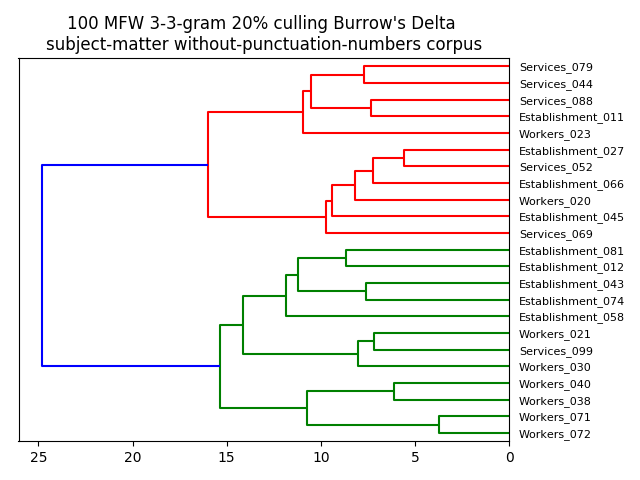 100 MFW 3-3-gram 20% culling Burrow's Delta
subject-matter without-punctuation-numbers corpus
Services_079
Services_044
Services_088
Establishment_011
Workers_023
Establishment_027
Services_052
Establishment_066
Workers_020
Establishment_045
Services_069
Establishment_081
Establishment_012
Establishment_043
Establishment_074
Establishment_058
Workers_021
Services_099
Workers_030
Workers_040
Workers_038
Workers_071
Workers_072
25 20 15 10 5 0